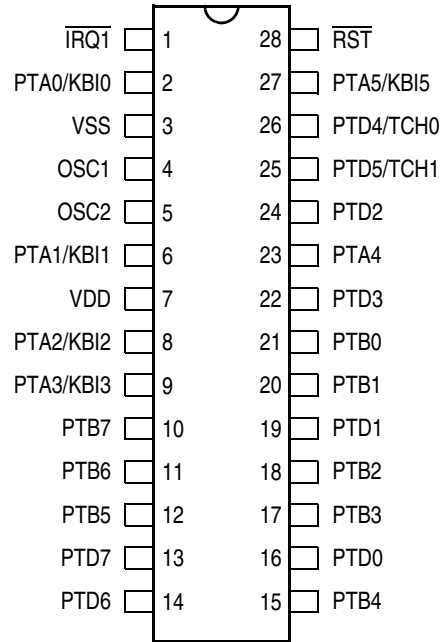 IRQ1 1 28 RST
PTA0/KBI0 2 27 PTA5/KBI5
VSS 3 26 PTD4/TCH0
OSC1 4 25 PTD5/TCH1
OSC2 5 24 PTD2
PTA1/KBI1 6 23 PTA4
VDD 7 22 PTD3
PTA2/KBI2 8 21 PTB0
PTA3/KBI3 9 20 PTB1
PTB7 10 19 PTD1
PTB6 11 18 PTB2
PTB5 12 17 PTB3
PTD7 13 16 PTD0
PTD6 14 15 PTB4